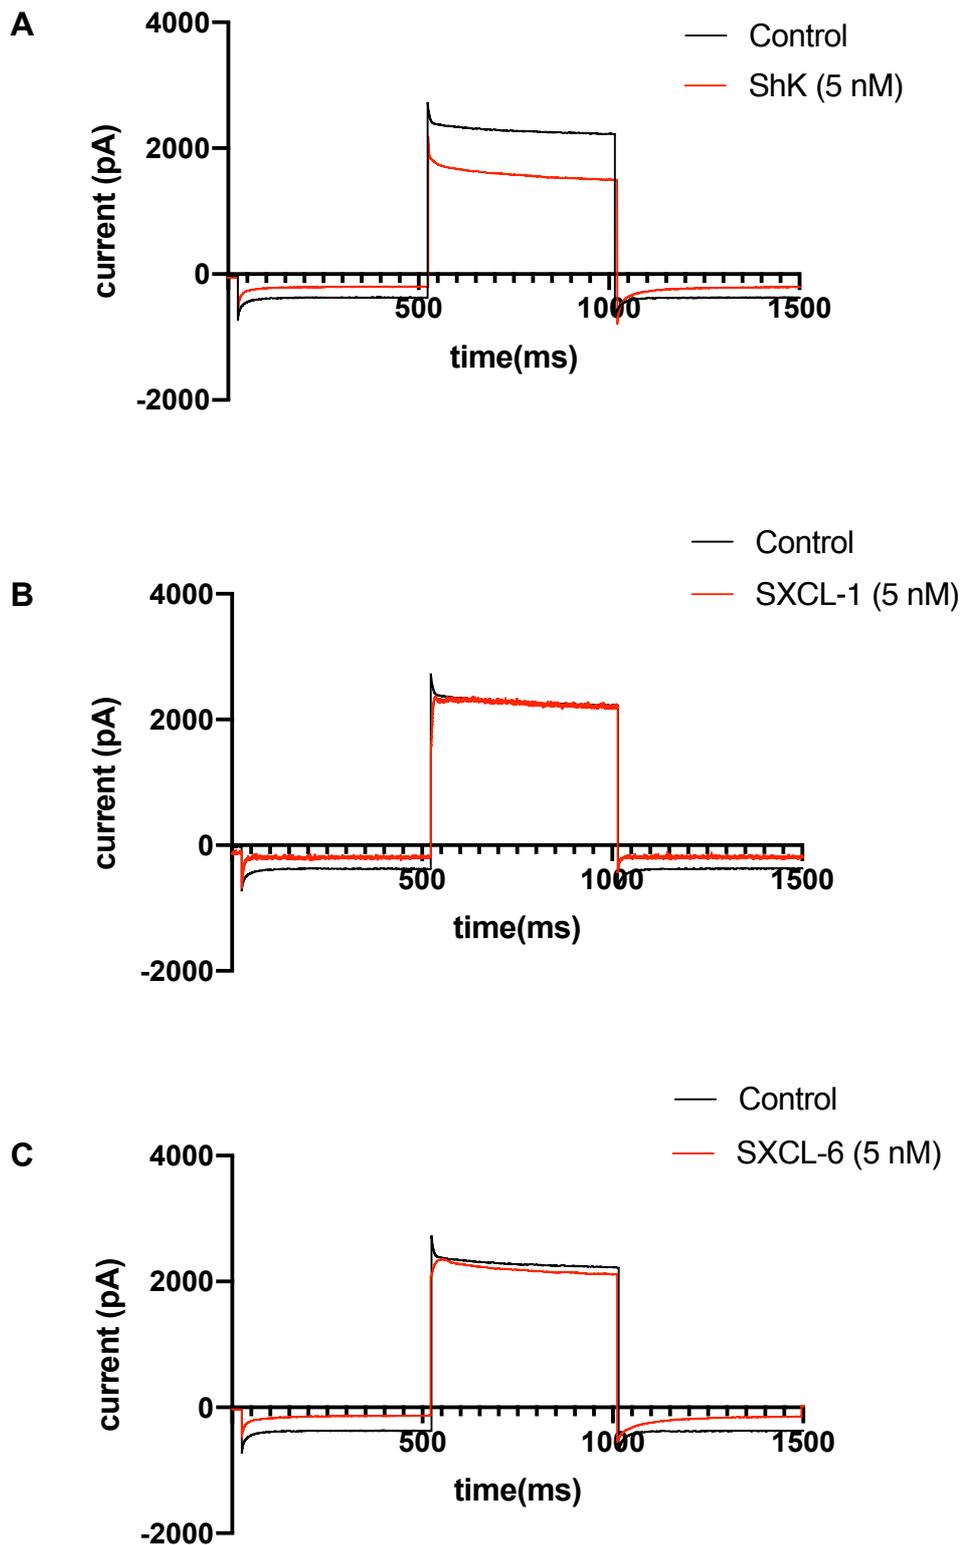 A
4000
Control
ShK (5 nM)
2000
current (pA)
0
500
1000
1500
time(ms)
-2000
Control
B
4000
SXCL-1 (5 nM)
2000
current (pA)
0
500
1000
1500
time(ms)
-2000
Control
C
4000
SXCL-6 (5 nM)
2000
current (pA)
0
500
1000
1500
time(ms)
-2000